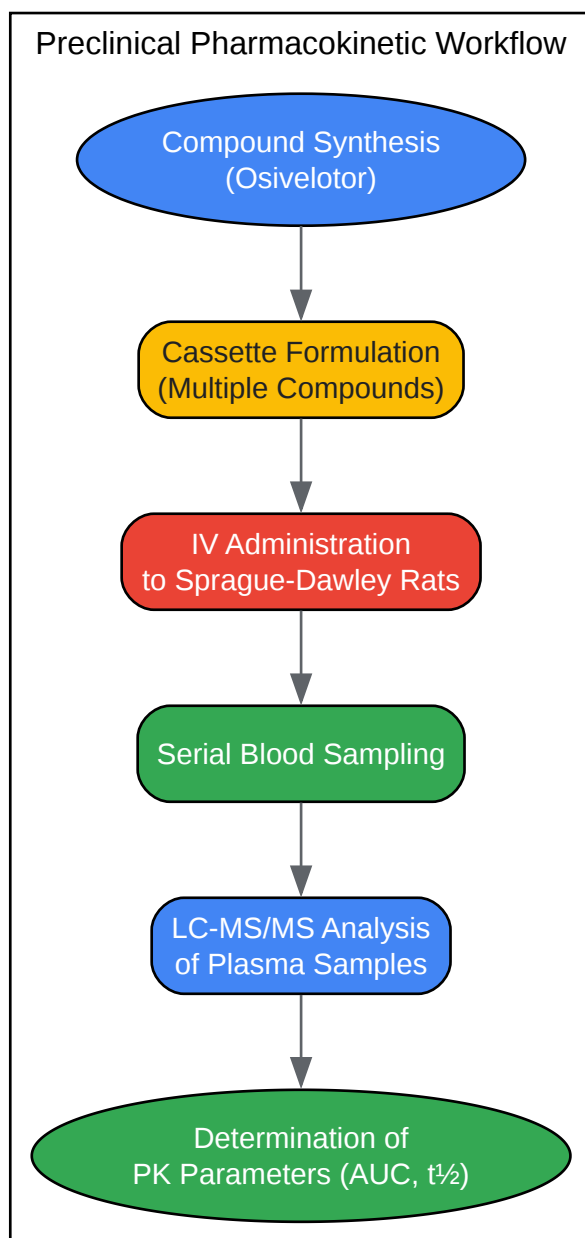 Preclinical Pharmacokinetic Workflow
Compound Synthesis
(Osivelotor)
Cassette Formulation
(Multiple Compounds)
IV Administration
to Sprague-Dawley Rats
Serial Blood Sampling
LC-MS/MS Analysis
of Plasma Samples
Determination of
PK Parameters (AUC, t½)